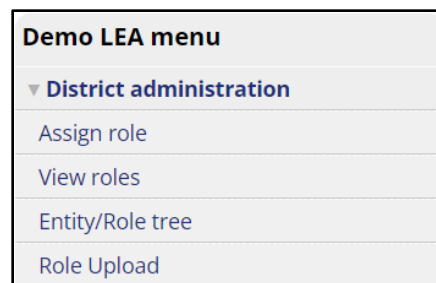 Demo LEA menu
District administration
Assign role
View roles
Entity/Role tree
Role Upload